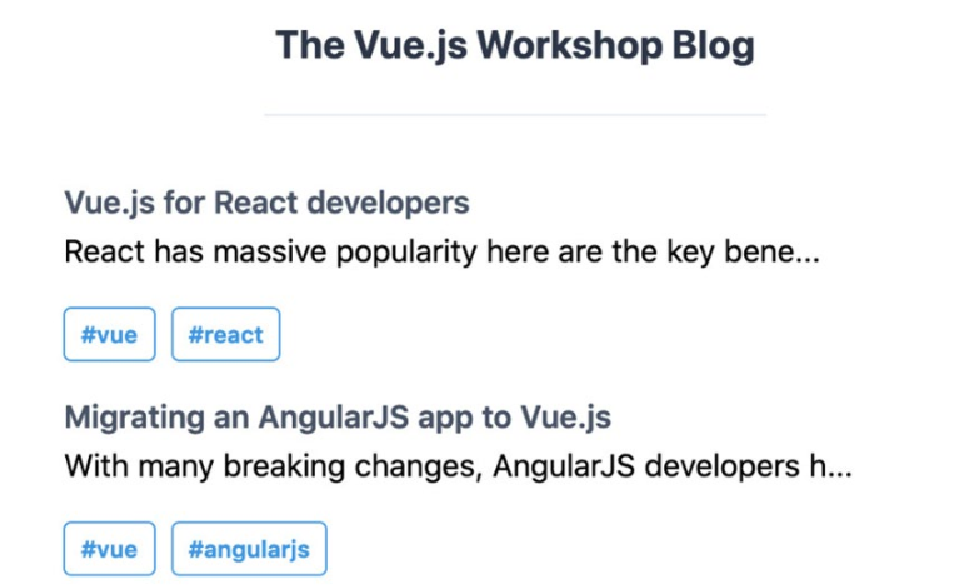 The Vue.js Workshop Blog
Vue.js for React developers
React has massive popularity here are the key bene...
#vue #react
Migrating an AngularJS app to Vue.js
With many breaking changes, AngularJS developers h...
#vue #angularjs